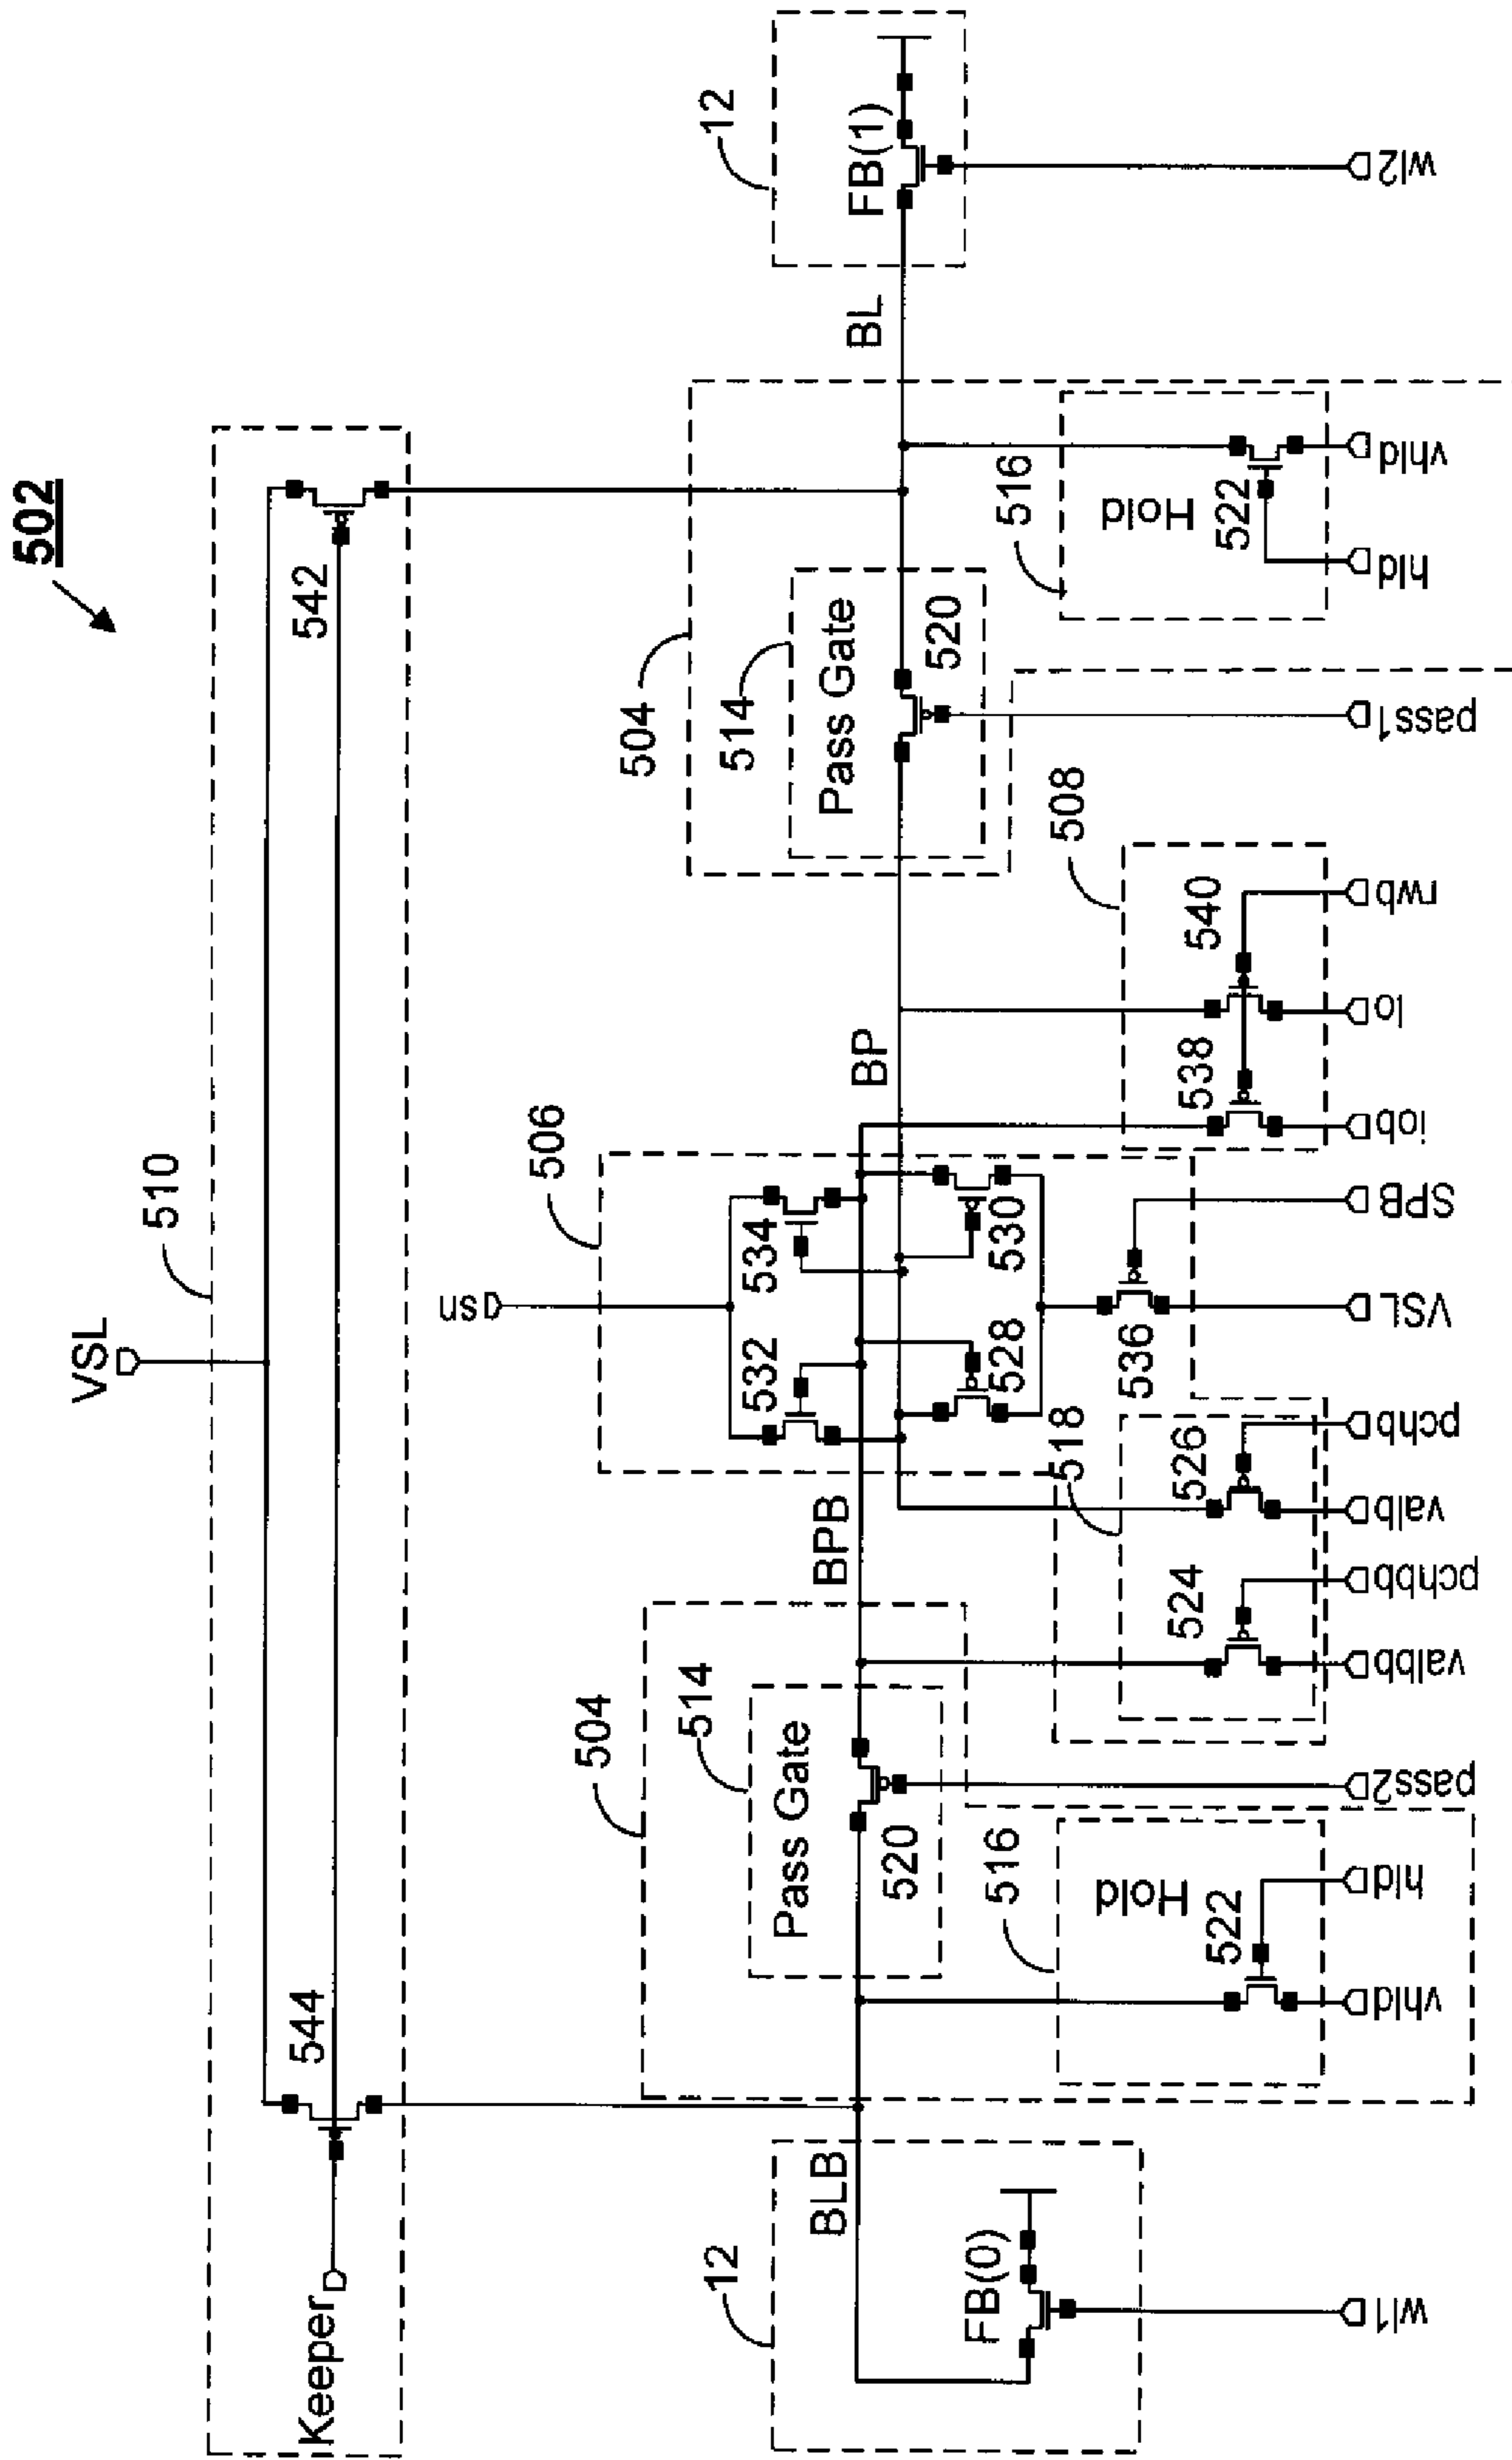 502
VSL
510
Keeper
544
542
504
514
Pass Gate
520
BLB
12
FB(0)
wl1
516
Hold
522
vhld
hld
pass2
BPB
506
sn
532
534
528
530
518
524
526
valbb
pchbb
valb
pchb
536
VSL
SPB
BP
508
538
540
iob
Io
rwb
504
514
Pass Gate
520
pass1
516
Hold
522
hld
vhld
BL
12
FB(1)
wl2